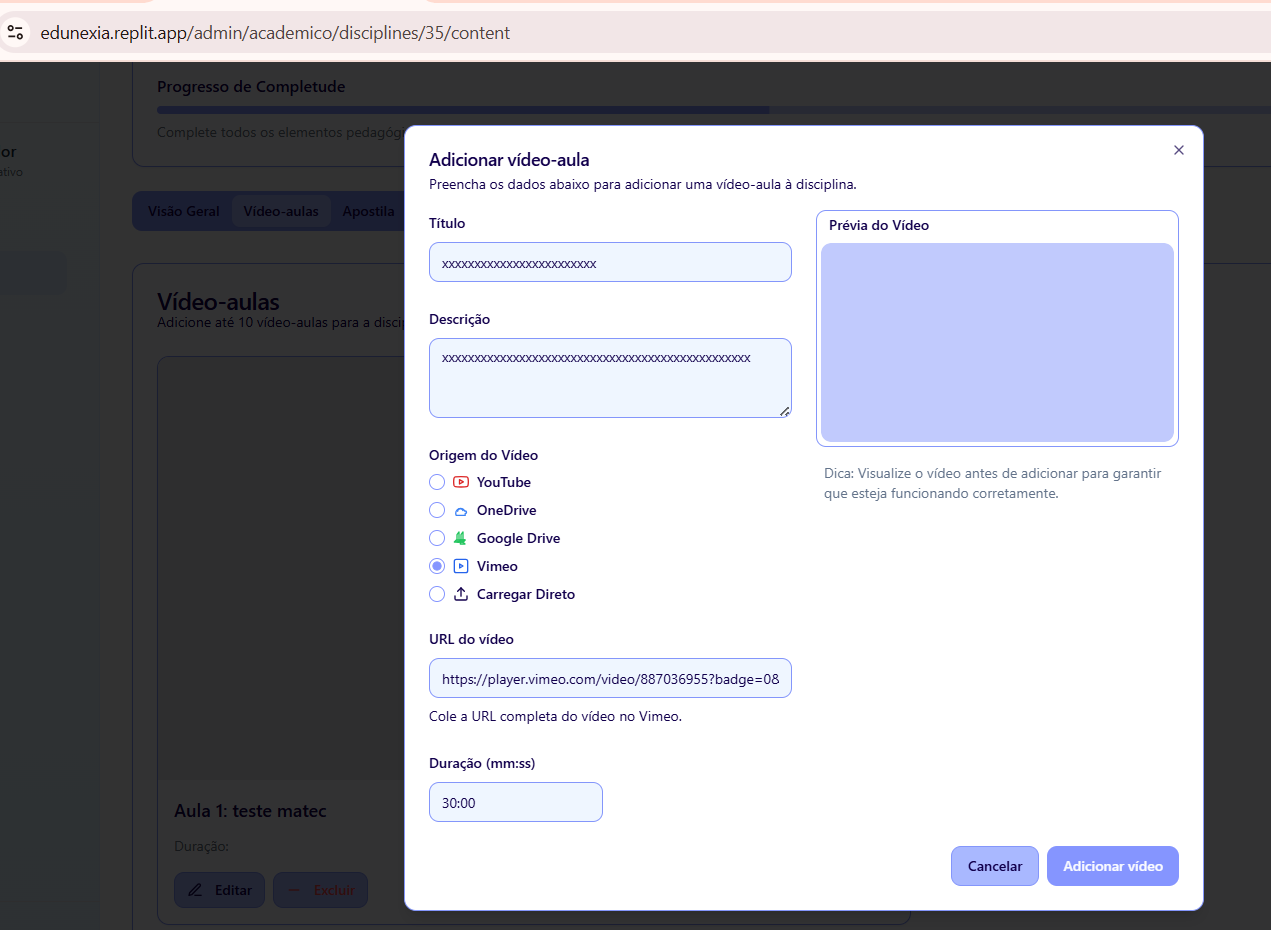 edunexia.replit.app/admin/academico/disciplines/35/content
Progresso de Completude
Complete todos os elementos
or
ativo
Visão Geral
Vídeo-aulas
Apostila
Vídeo-aulas
Adicione até 10 vídeo-aulas para a
Aula 1: teste matec
Duração:
Editar
Excluir
Adicionar vídeo-aula
Preencha os dados abaixo para adicionar uma vídeo-aula à disciplina.
Título
xxxxxxxxxxxxxxxxxxxxxxxx
Descrição
xxxxxxxxxxxxxxxxxxxxxxxxxxxxxxxxxxxxxxxxxxxxxxxx
Origem do Vídeo
YouTube
OneDrive
Google Drive
Vimeo
Carregar Direto
URL do vídeo
https://player.vimeo.com/video/887036955?badge=08
Cole a URL completa do vídeo no Vimeo.
Duração (mm:ss)
30:00
Prévia do Vídeo
Dica: Visualize o vídeo antes de adicionar para garantir
que esteja funcionando corretamente.
Cancelar
Adicionar vídeo